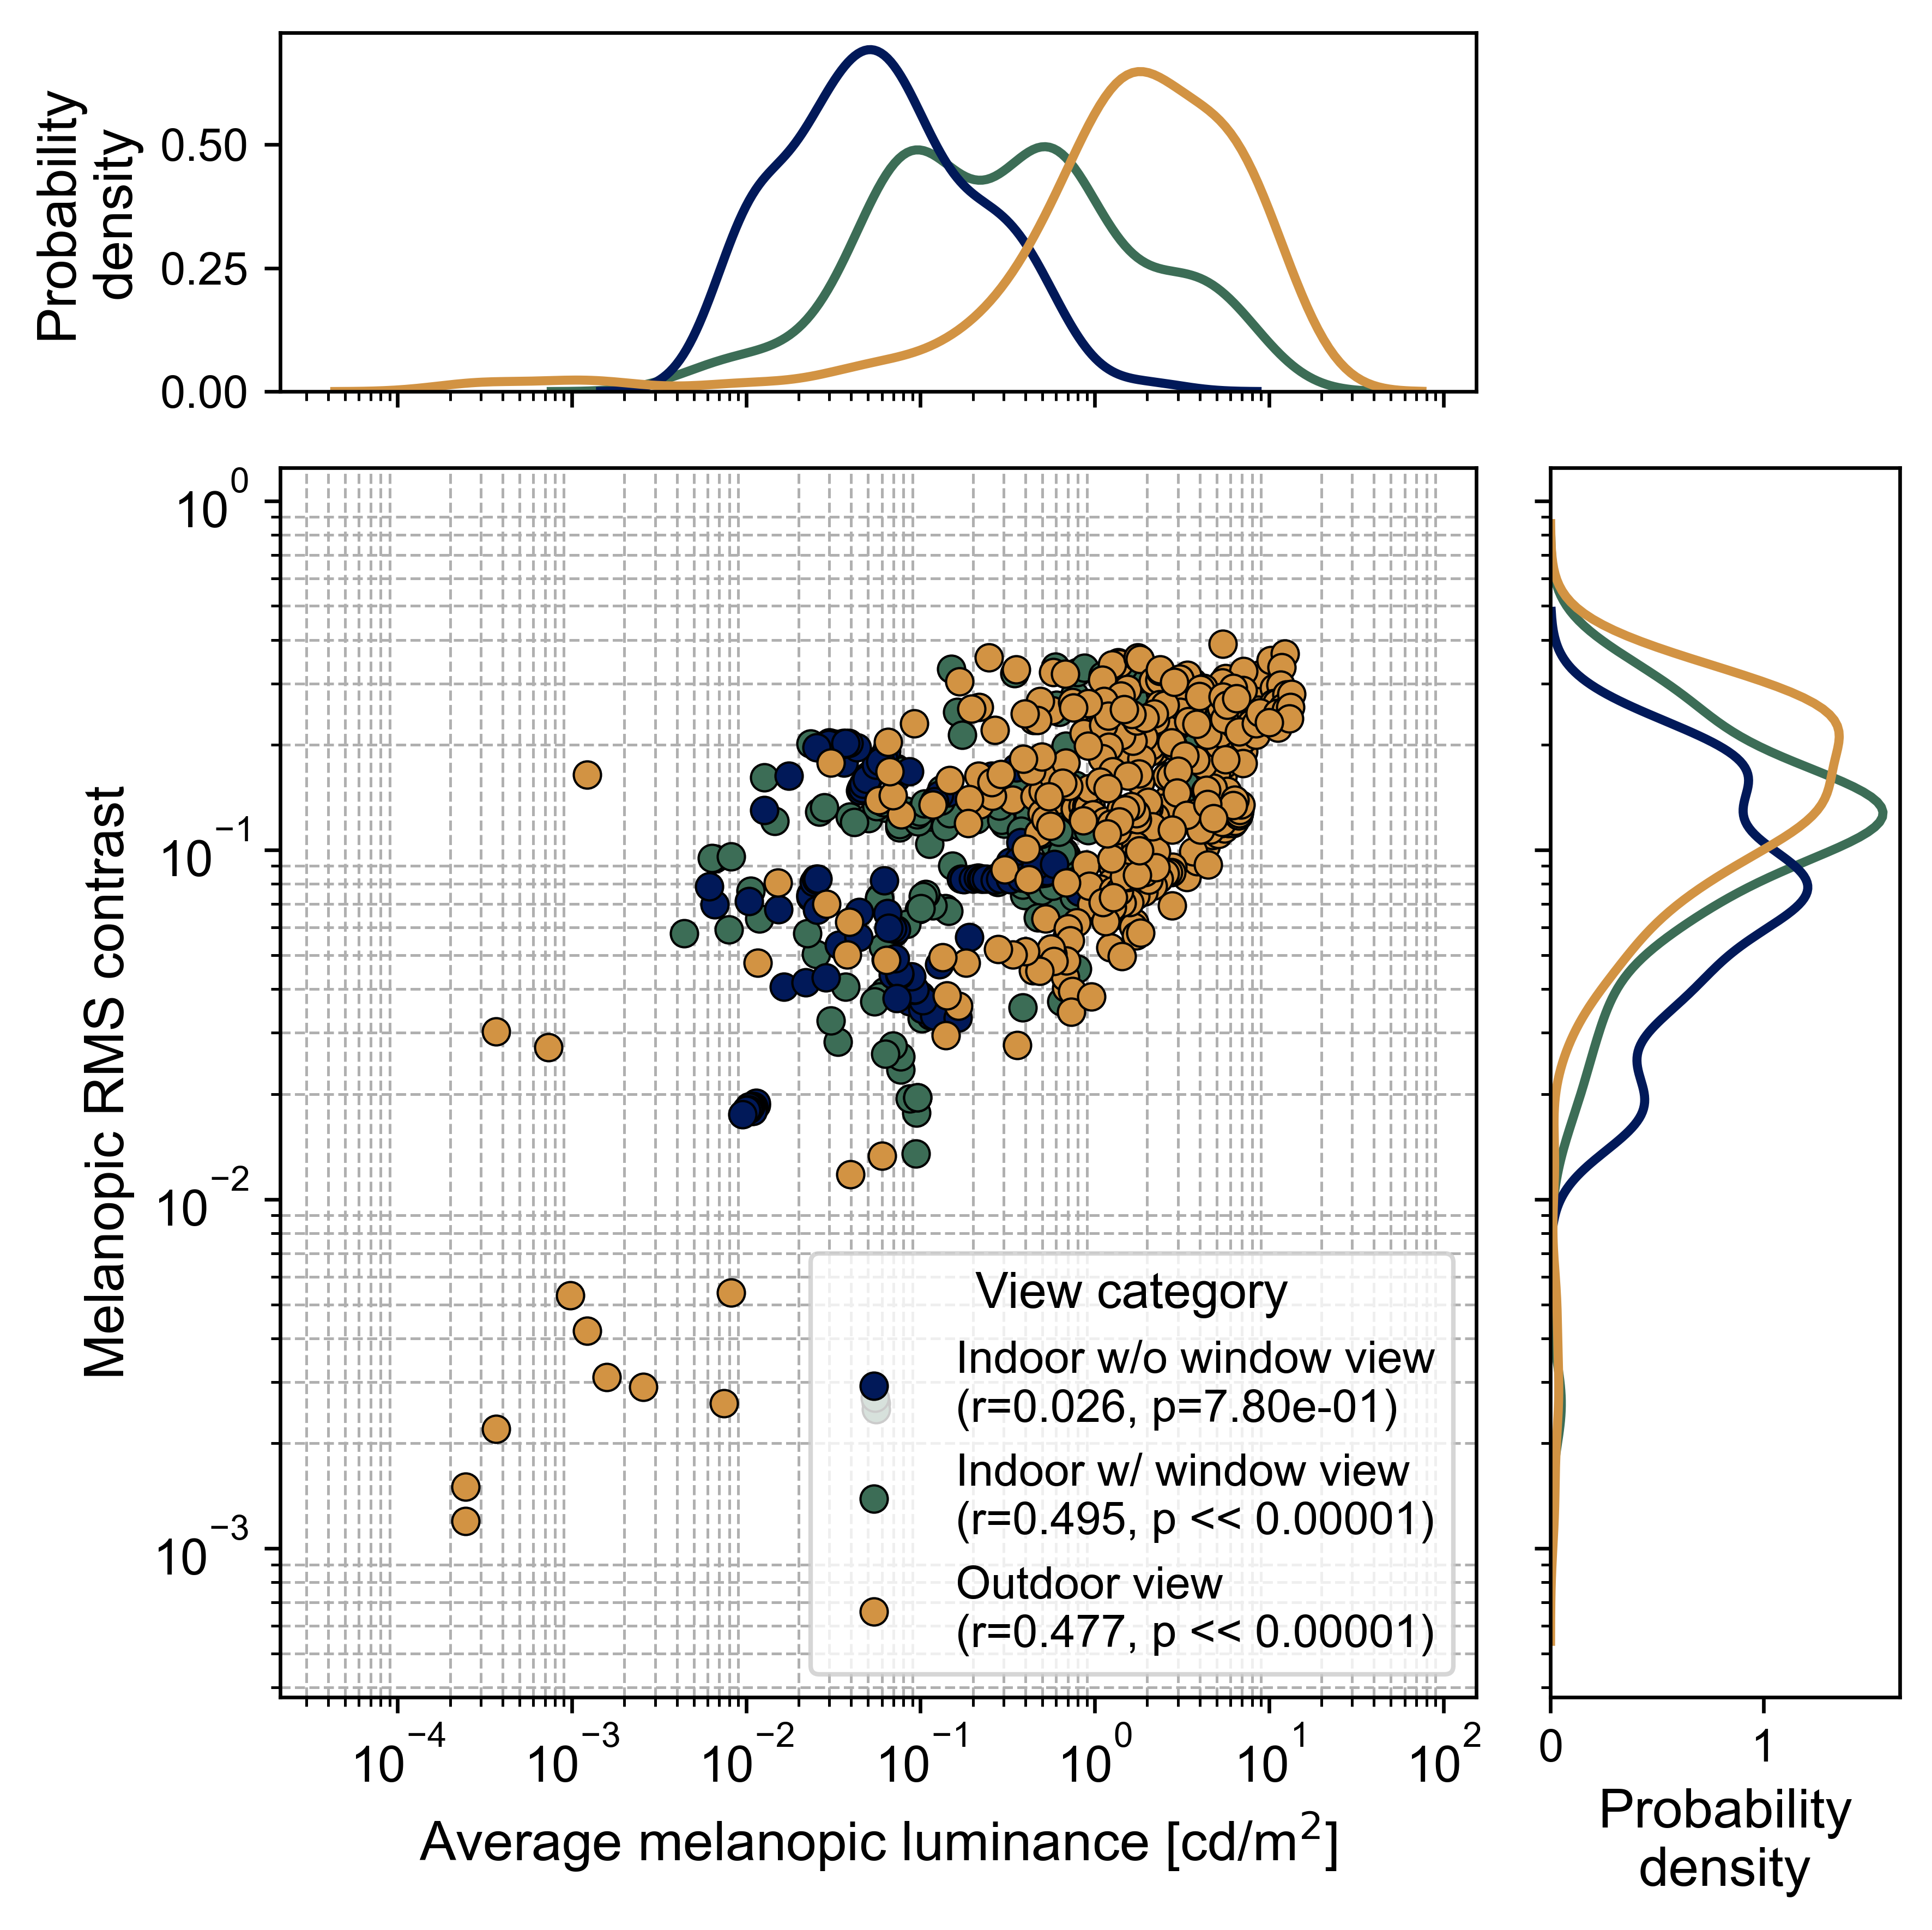 Probability
density
0.50
0.25
0.00
10⁰
10⁻¹
10⁻²
10⁻³
Melanopic RMS contrast
View category
Indoor w/o window view
(r=0.026, p=7.80e-01)
Indoor w/ window view
(r=0.495, p << 0.00001)
Outdoor view
(r=0.477, p << 0.00001)
10⁻⁴ 10⁻³ 10⁻² 10⁻¹ 10⁰ 10¹ 10²
Average melanopic luminance [cd/m²]
0 1
Probability
density